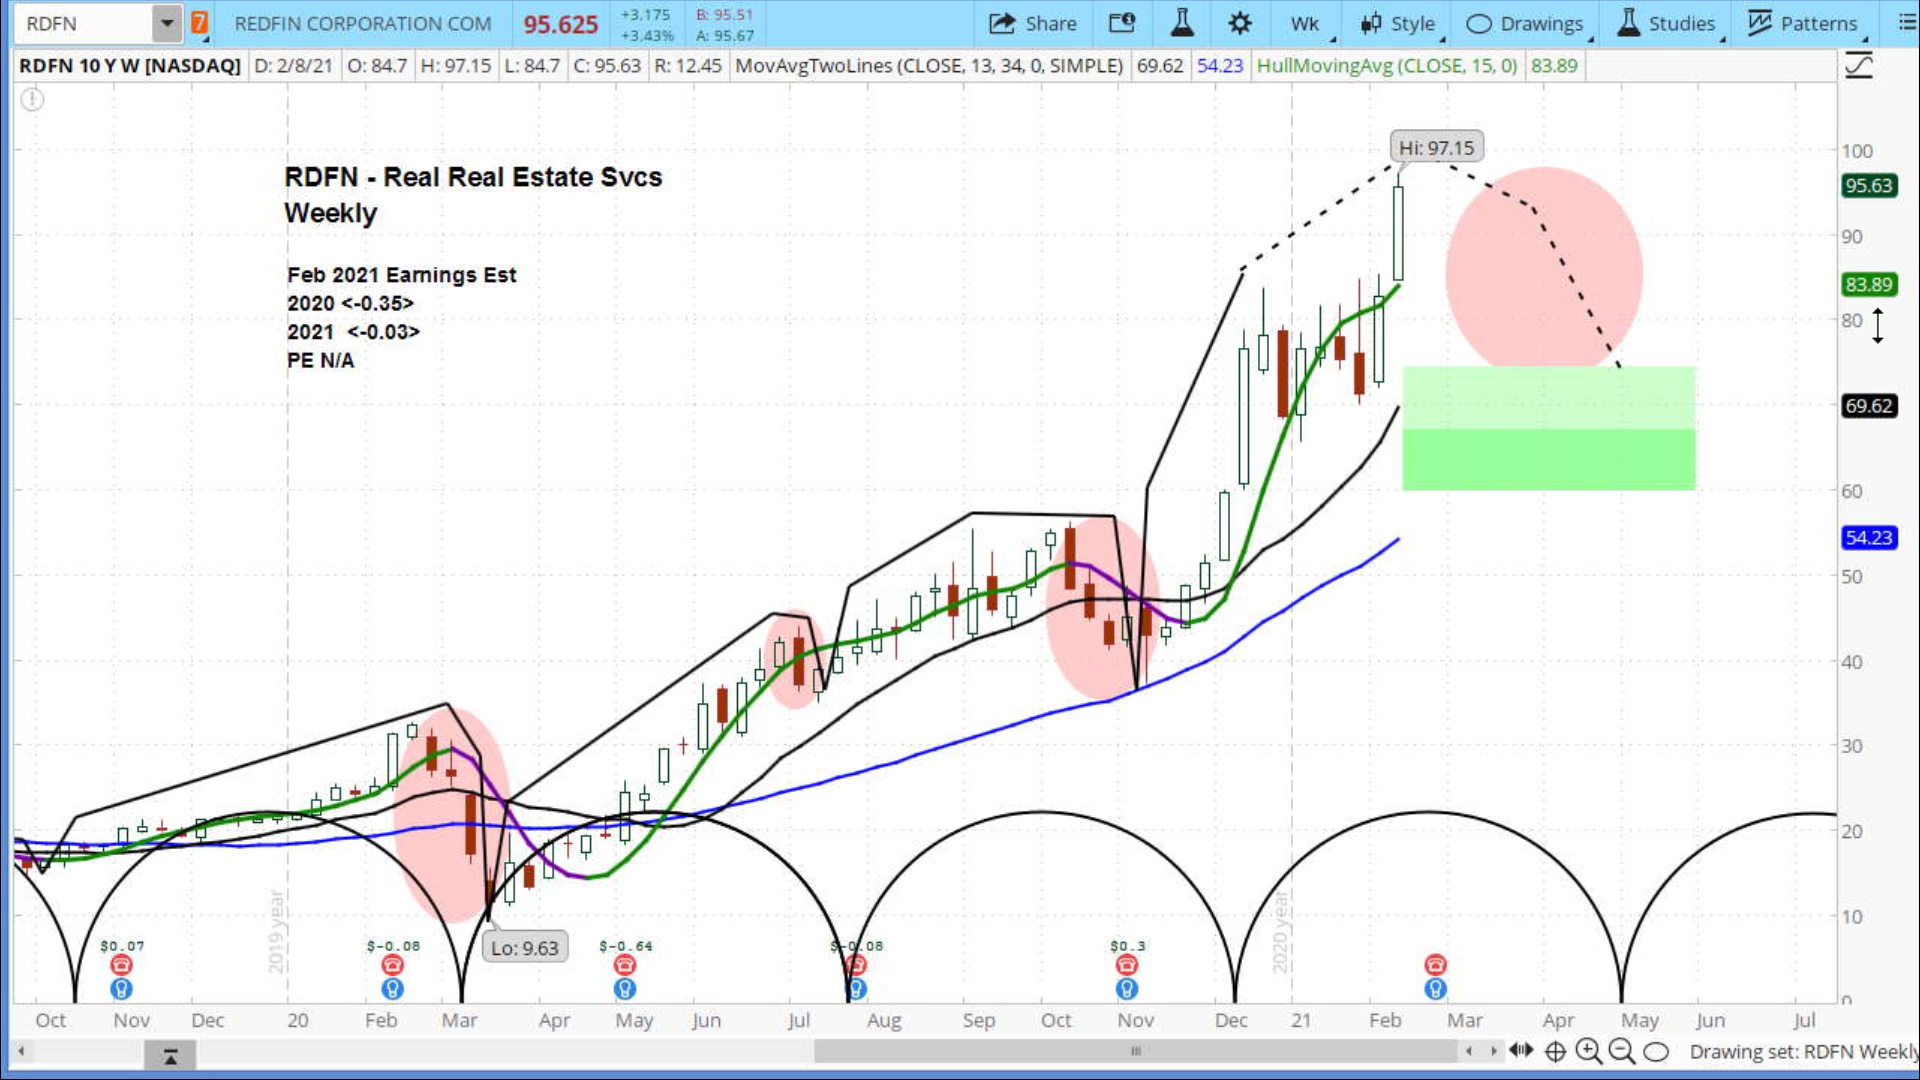 RDFN 7 REDFIN CORPORATION COM 95.625 +3.175 +3.43% B: 95.51 A: 95.67 Share Wk Style Drawings Studies Patterns
RDFN 10 Y W [NASDAQ] D: 2/8/21 O: 84.7 H: 97.15 L: 84.7 C: 95.63 R: 12.45 MovAvgTwoLines (CLOSE, 13, 34, 0, SIMPLE) 69.62 54.23 HullMovingAvg (CLOSE, 15, 0) 83.89
Hi: 97.15
RDFN - Real Real Estate Svcs
Weekly
Feb 2021 Earnings Est
2020 <-0.35>
2021 <-0.03>
PE N/A
100
95.63
90
83.89
80
69.62
60
54.23
50
40
30
20
10
0
2019 year
2020 year
Lo: 9.63
$0.07 $-0.08 $-0.64 $-0.08 $0.3
Oct Nov Dec 20 Feb Mar Apr May Jun Jul Aug Sep Oct Nov Dec 21 Feb Mar Apr May Jun Jul
Drawing set: RDFN Weekly